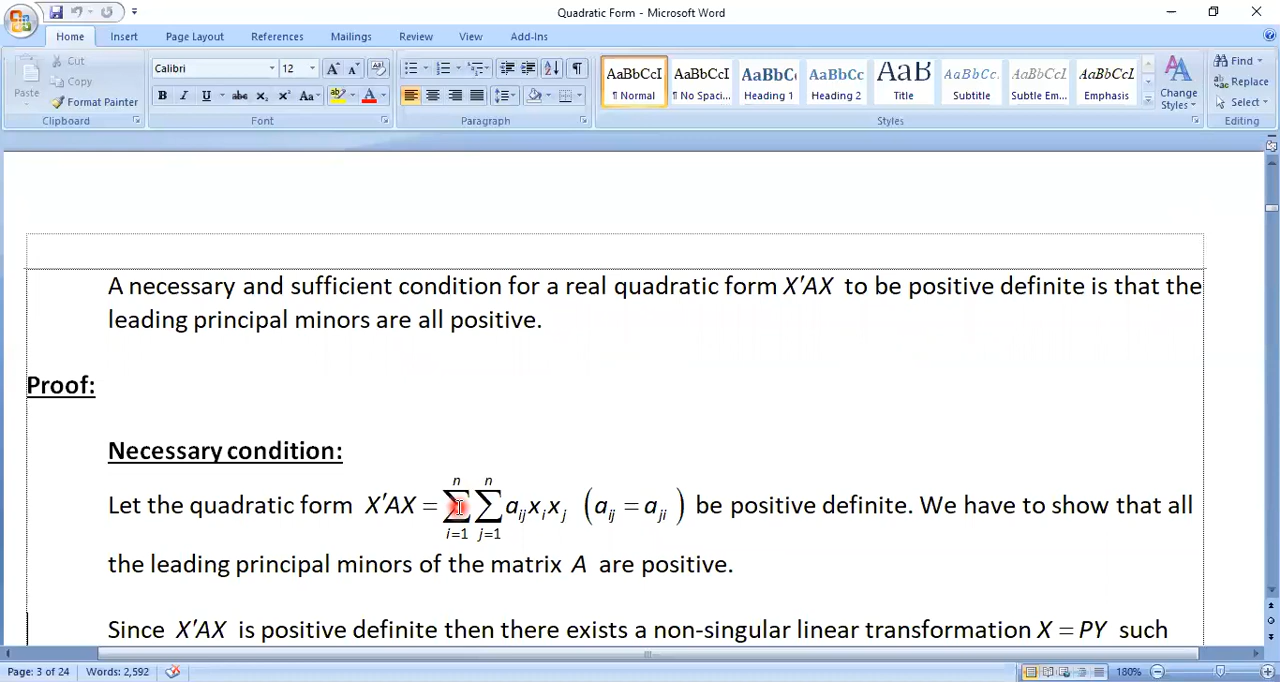 Quadratic Form - Microsoft Word
Home Insert Page Layout References Mailings Review View Add-Ins
Paste
Cut
Copy
Format Painter
Clipboard
Calibri 12
B I U abc x₂ x² Aa
Font
Paragraph
AaBbCcI AaBbCcI AaBbC AaBbCc AaB AaBbCc. AaBbCcI AaBbCcI
¶ Normal ¶ No Spaci... Heading 1 Heading 2 Title Subtitle Subtle Em... Emphasis
Change Styles
Styles
Find
Replace
Select
Editing
A necessary and sufficient condition for a real quadratic form X′AX to be positive definite is that the
leading principal minors are all positive.
Proof:
Necessary condition:
Let the quadratic form X′AX = ∑_{i=1}^{n} ∑_{j=1}^{n} a_{ij}x_i x_j (a_{ij} = a_{ji}) be positive definite. We have to show that all
the leading principal minors of the matrix A are positive.
Since X′AX is positive definite then there exists a non-singular linear transformation X = PY such
Page: 3 of 24 Words: 2,592 180%